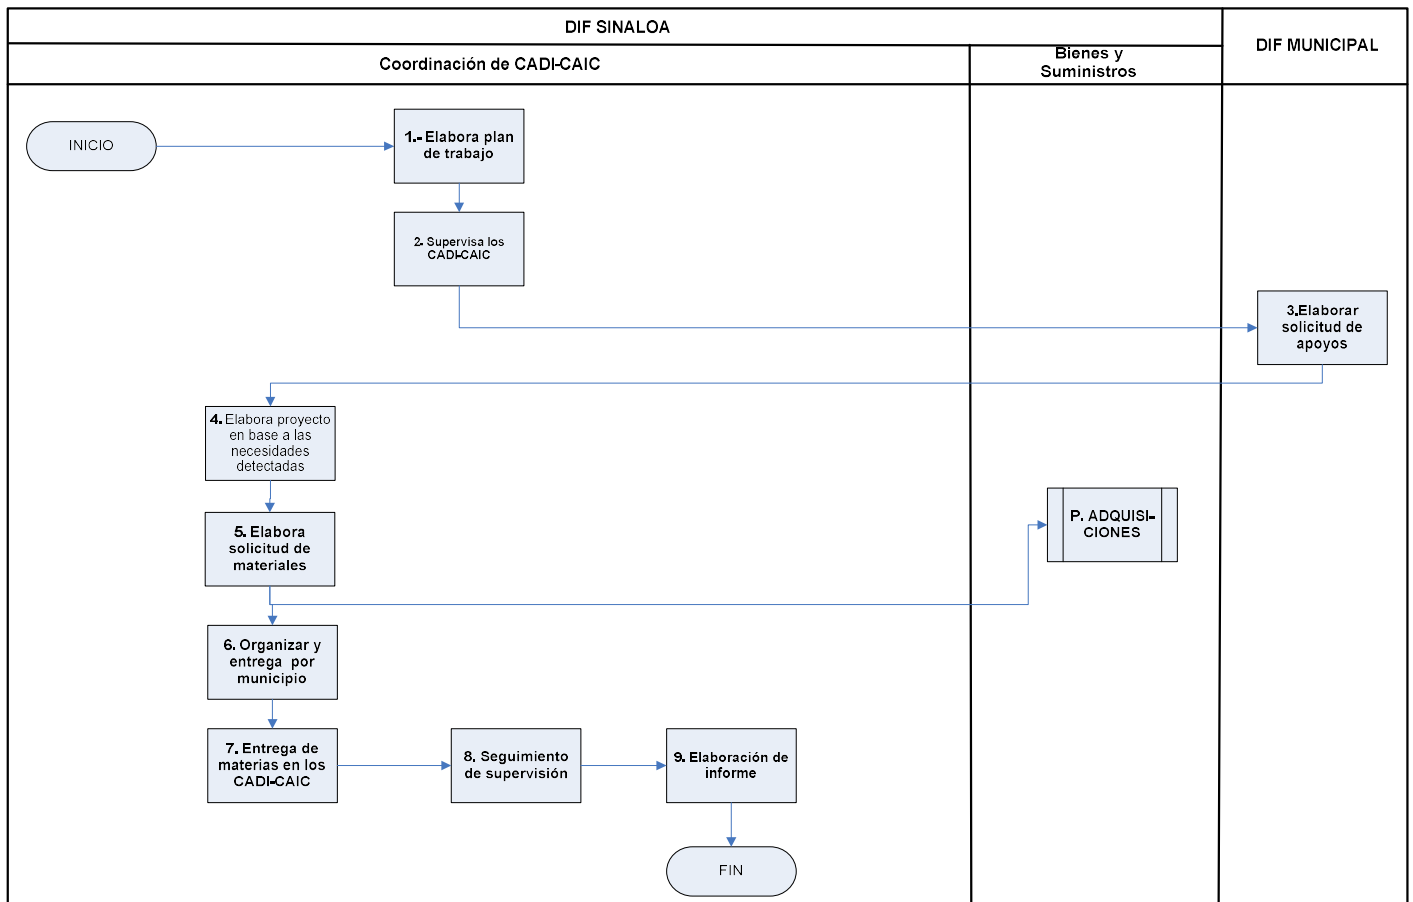 DIF SINALOA
DIF MUNICIPAL
Coordinación de CADI-CAIC
Bienes y
Suministros
INICIO
1.- Elabora plan
de trabajo
2. Supervisa los
CADI-CAIC
3.Elaborar
solicitud de
apoyos
4. Elabora proyecto
en base a las
necesidades
detectadas
P. ADQUISI-
CIONES
5. Elabora
solicitud de
materiales
6. Organizar y
entrega por
municipio
7. Entrega de
materias en los
CADI-CAIC
8. Seguimiento
de supervisión
9. Elaboración de
informe
FIN